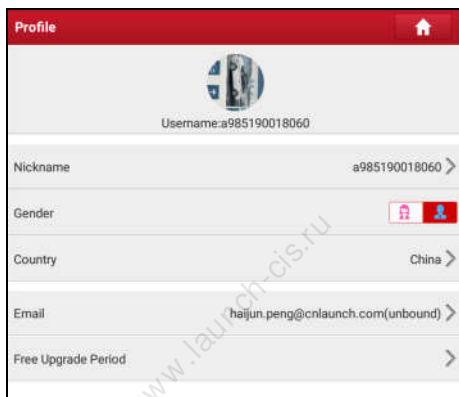 Profile
Username:a985190018060
Nickname a985190018060
Gender
Country China
Email haijun.peng@cnlaunch.com(unbound)
Free Upgrade Period
www.launch-cis.ru